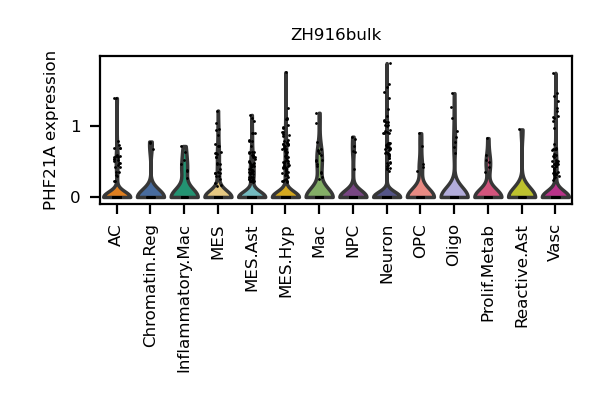 ZH916bulk
PHF21A expression
1
0
AC
Chromatin.Reg
Inflammatory.Mac
MES
MES.Ast
MES.Hyp
Mac
NPC
Neuron
OPC
Oligo
Prolif.Metab
Reactive.Ast
Vasc